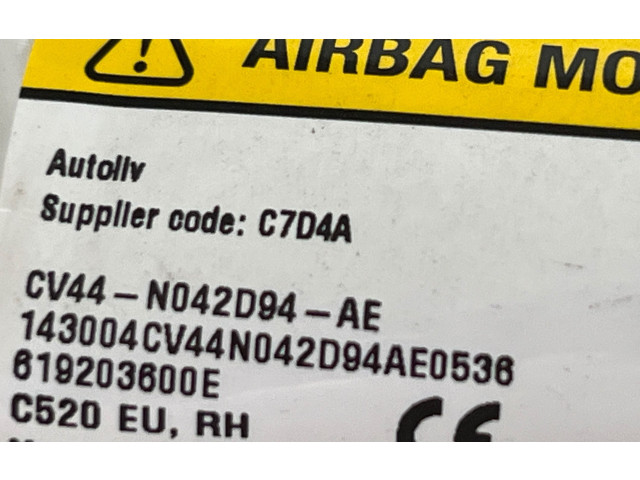 AIRBAG MO
Autoliv
Supplier code: C7D4A
CV44-N042D94-AE
143004CV44N042D94AE0536
619203600E
C520 EU, RH
CE